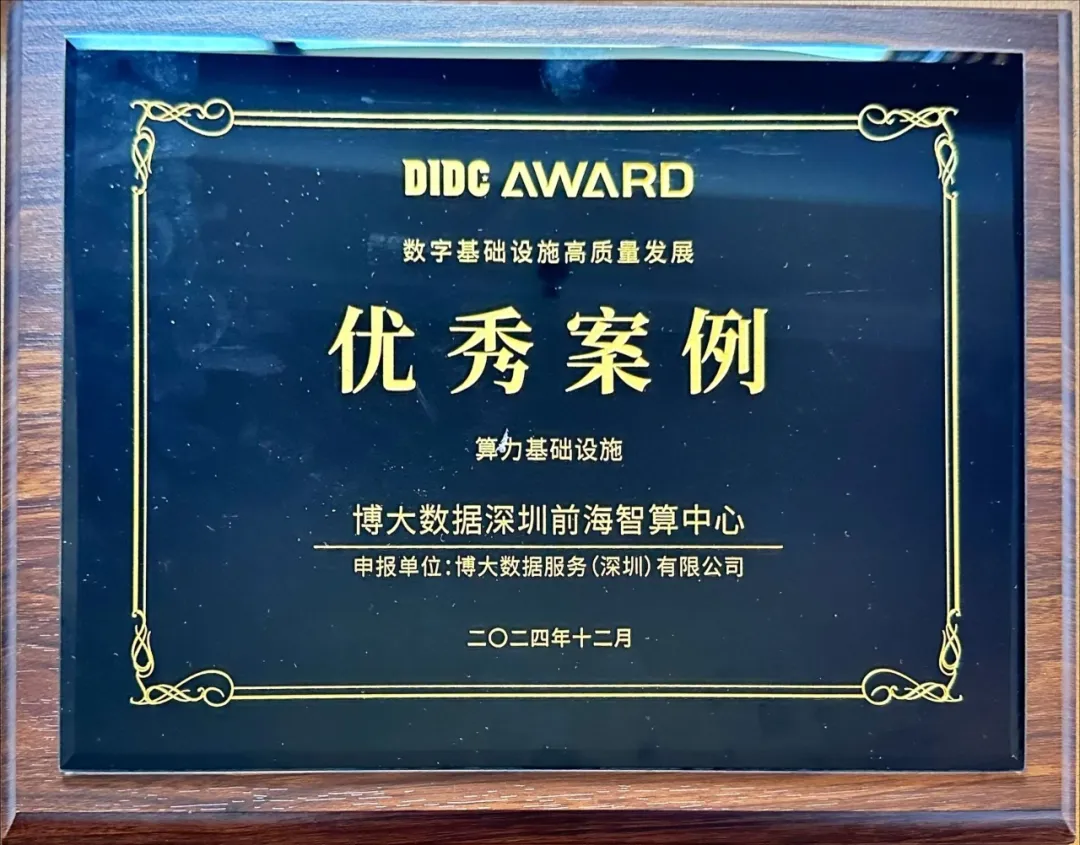 DIDC AWARD
数字基础设施高质量发展
优秀案例
算力基础设施
博大数据深圳前海智算中心
申报单位:博大数据服务(深圳)有限公司
二〇二四年十二月